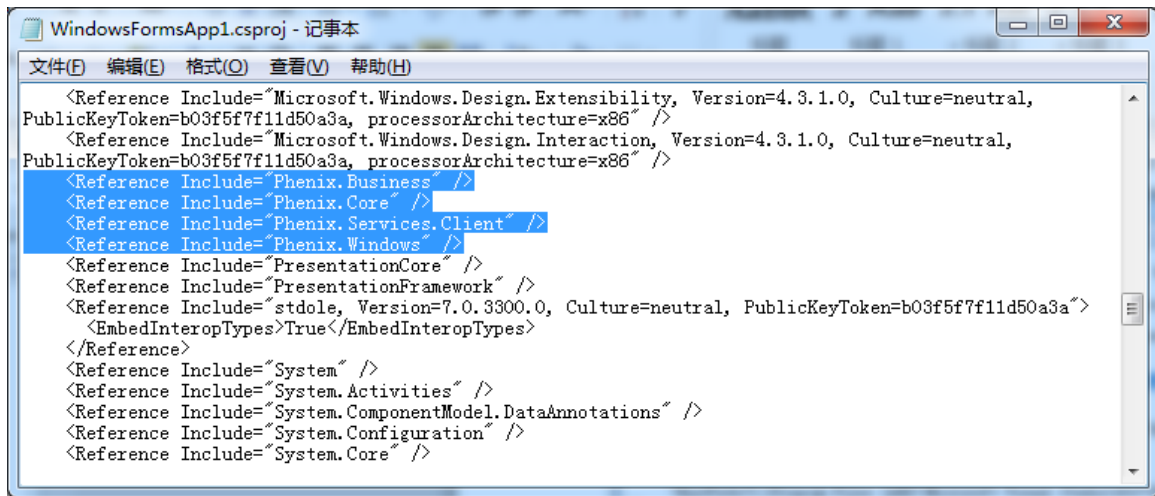 WindowsFormsApp1.csproj - 记事本
文件(F) 编辑(E) 格式(O) 查看(V) 帮助(H)
<Reference Include="Microsoft.Windows.Design.Extensibility, Version=4.3.1.0, Culture=neutral,
PublicKeyToken=b03f5f7f11d50a3a, processorArchitecture=x86" />
<Reference Include="Microsoft.Windows.Design.Interaction, Version=4.3.1.0, Culture=neutral,
PublicKeyToken=b03f5f7f11d50a3a, processorArchitecture=x86" />
<Reference Include="Phenix.Business" />
<Reference Include="Phenix.Core" />
<Reference Include="Phenix.Services.Client" />
<Reference Include="Phenix.Windows" />
<Reference Include="PresentationCore" />
<Reference Include="PresentationFramework" />
<Reference Include="stdole, Version=7.0.3300.0, Culture=neutral, PublicKeyToken=b03f5f7f11d50a3a">
<EmbedInteropTypes>True</EmbedInteropTypes>
</Reference>
<Reference Include="System" />
<Reference Include="System.Activities" />
<Reference Include="System.ComponentModel.DataAnnotations" />
<Reference Include="System.Configuration" />
<Reference Include="System.Core" />